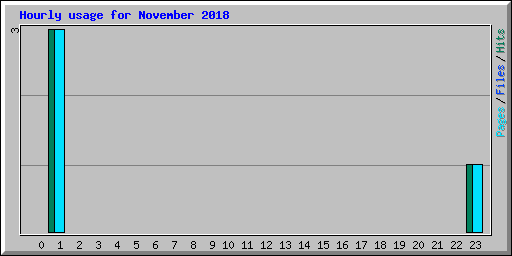 Hourly usage for November 2018
3
Pages/Files/Hits
0 1 2 3 4 5 6 7 8 9 10 11 12 13 14 15 16 17 18 19 20 21 22 23